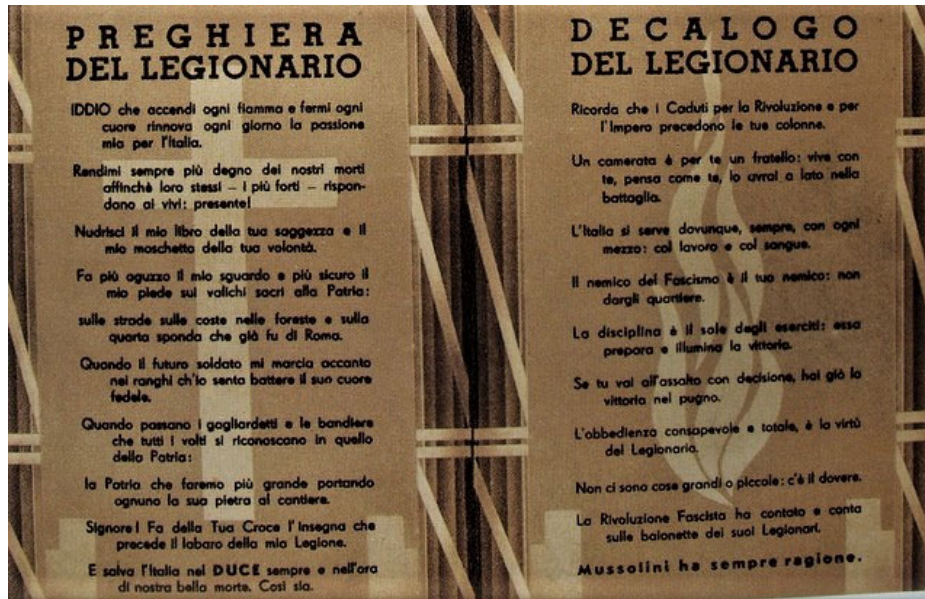 PREGHIERA
DEL LEGIONARIO
IDDIO che accendi ogni fiamma e fermi ogni
cuore rinnova ogni giorno la passione
mia per l'Italia.
Rendimi sempre più degno dei nostri morti
affinchè loro stessi – i più forti – rispon-
dano ai vivi: presente!
Nudrisci il mio libro della tua saggezza e il
mio moschetto della tua volontà.
Fa più aguzzo il mio sguardo e più sicuro il
mio piede sui valichi sacri alla Patria:
sulle strade sulle coste nelle foreste e sulla
quarta sponda che già fu di Roma.
Quando il futuro soldato mi marcia accanto
nei ranghi ch'io senta battere il suo cuore
fedele.
Quando passano i gagliardetti e le bandiere
che tutti i volti si riconoscano in quello
della Patria:
la Patria che faremo più grande portando
ognuno la sua pietra al cantiere.
Signore! Fa della Tua Croce l'insegna che
precede il labaro della mia Legione.
E salva l'Italia nel DUCE sempre e nell'ora
di nostra bella morte. Così sia.
DECALOGO
DEL LEGIONARIO
Ricorda che i Caduti per la Rivoluzione e per
l'Impero precedono le tue colonne.
Un camerata è per te un fratello: vive con
te, pensa come te, lo avrai a lato nella
battaglia.
L'Italia si serve dovunque, sempre, con ogni
mezzo: col lavoro e col sangue.
Il nemico del Fascismo è il tuo nemico: non
dargli quartiere.
La disciplina è il sole degli eserciti: essa
prepara e illumina la vittoria.
Se tu vai all'assalto con decisione, hai già la
vittoria nel pugno.
L'obbedienza consapevole e totale, è la virtù
del Legionario.
Non ci sono cose grandi o piccole: c'è il dovere.
La Rivoluzione Fascista ha contato e conta
sulle baionette dei suoi Legionari.
Mussolini ha sempre ragione.